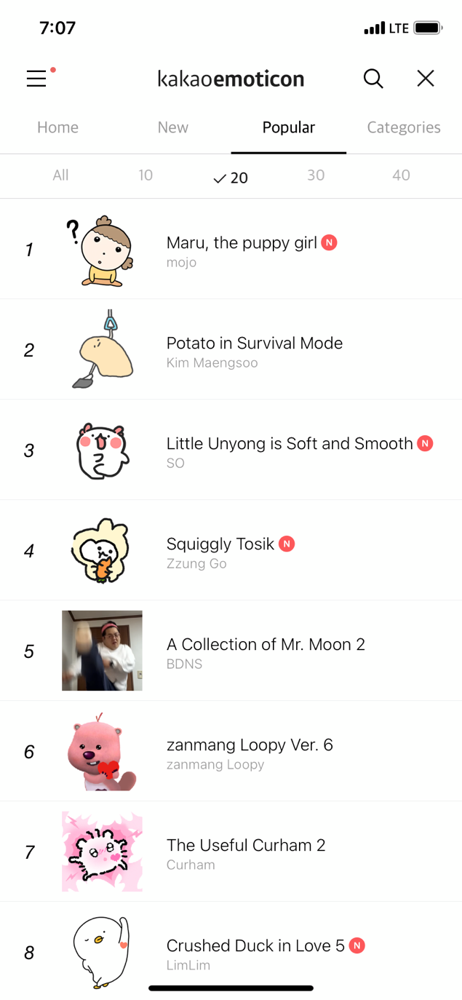 7:07
LTE
kakaoemoticon
Home New Popular Categories
All 10 20 30 40
1
?
Maru, the puppy girl N
mojo
2
Potato in Survival Mode
Kim Maengsoo
3
Little Unyong is Soft and Smooth N
SO
4
Squiggly Tosik N
Zzung Go
5
A Collection of Mr. Moon 2
BDNS
6
zanmang Loopy Ver. 6
zanmang Loopy
7
The Useful Curham 2
Curham
8
Crushed Duck in Love 5 N
LimLim